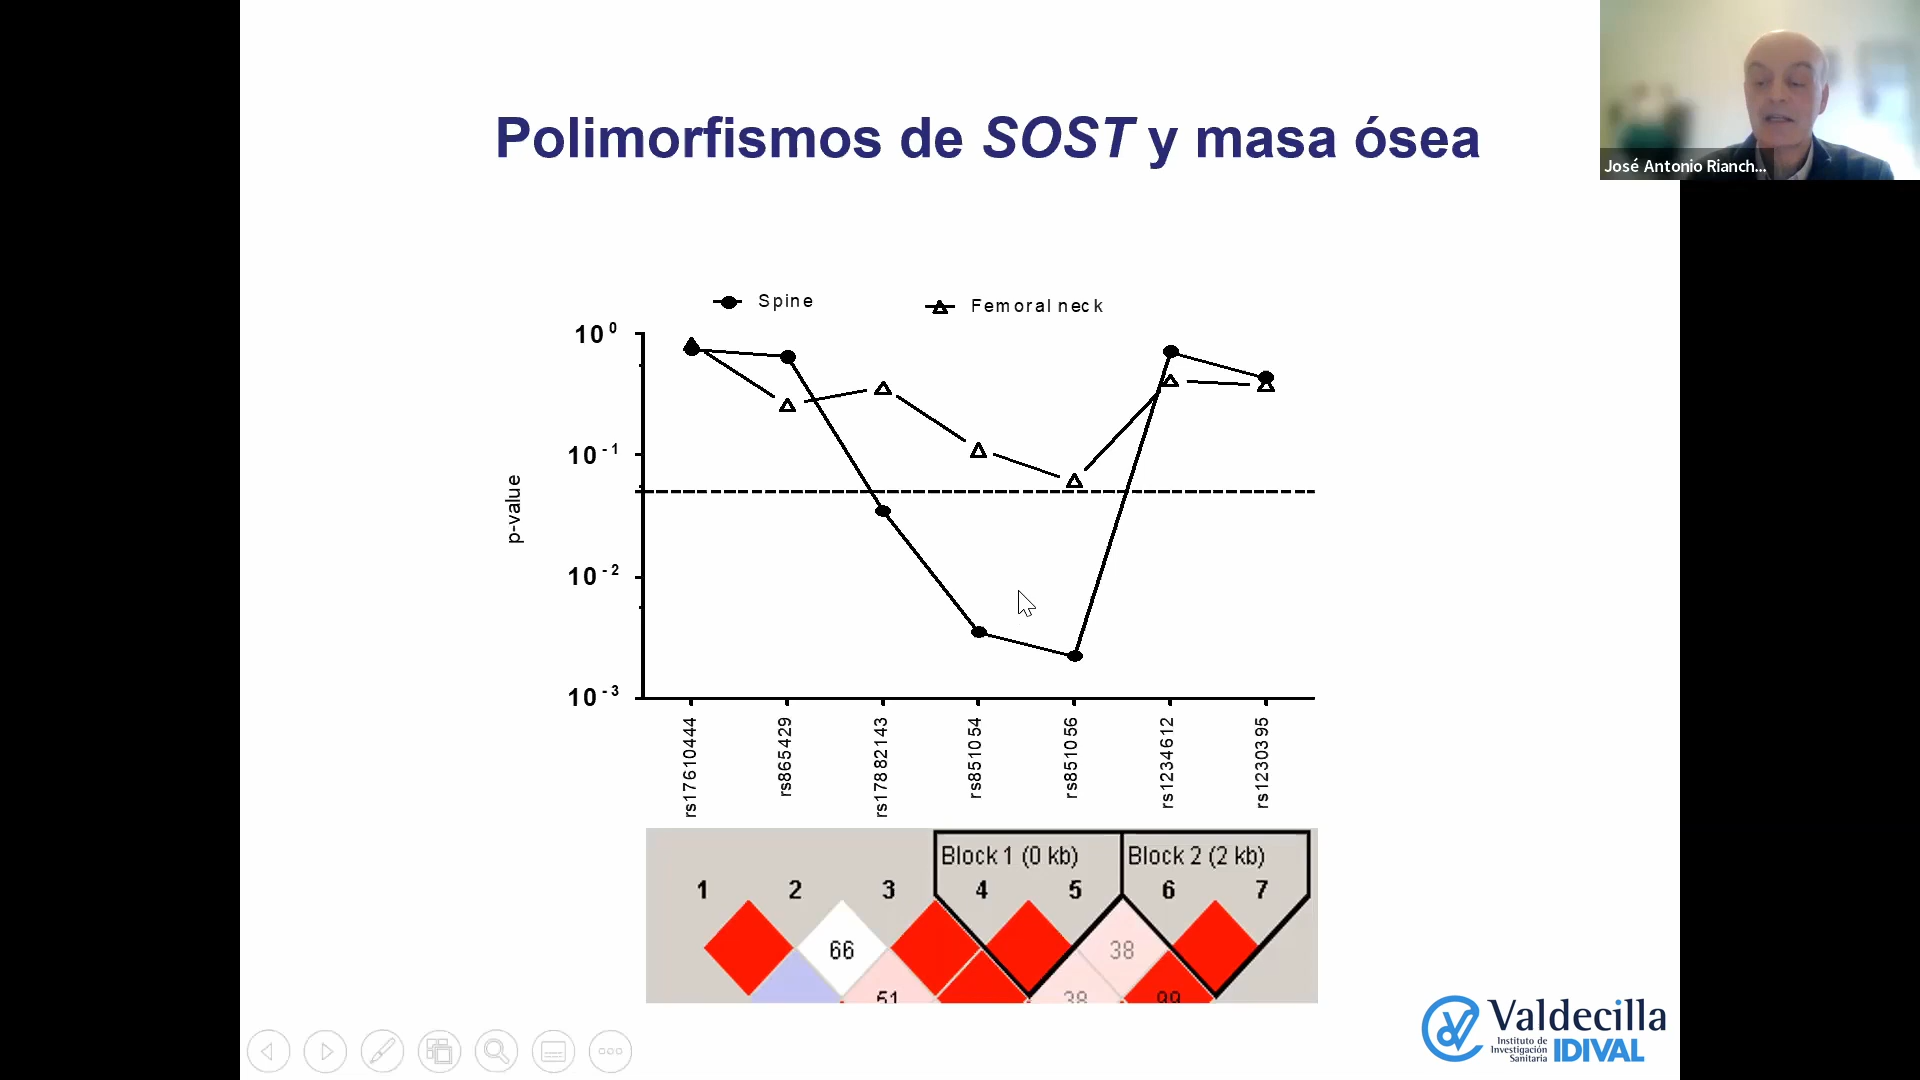 Polimorfismos de SOST y masa ósea
José Antonio Rianch...
Spine
Femoral neck
10^0
10^-1
10^-2
10^-3
p-value
rs17610444
rs865429
rs17882143
rs851054
rs851056
rs1234612
rs1230395
Block 1 (0 kb)
Block 2 (2 kb)
1 2 3 4 5 6 7
66 38
51 38 99
Valdecilla
Instituto de
Investigación
Sanitaria
IDIVAL